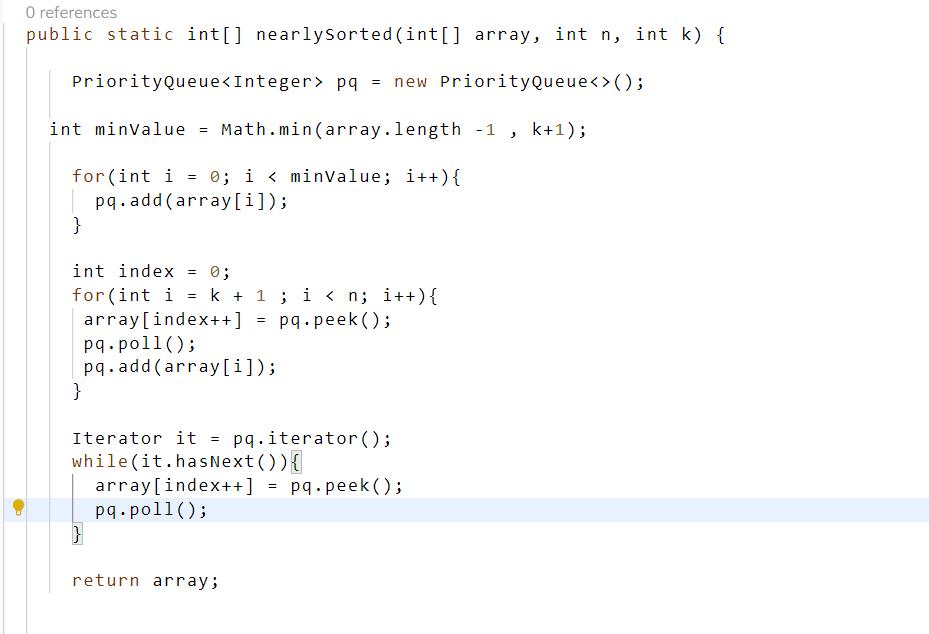 0 references
public static int[] nearlySorted(int[] array, int n, int k) {
PriorityQueue<Integer> pq = new PriorityQueue<>();
int minValue = Math.min(array.length -1 , k+1);
for(int i = 0; i < minValue; i++){
pq.add(array[i]);
}
int index = 0;
for(int i = k + 1 ; i < n; i++){
array[index++] = pq.peek();
pq.poll();
pq.add(array[i]);
}
Iterator it = pq.iterator();
while(it.hasNext()){
array[index++] = pq.peek();
pq.poll();
}
return array;